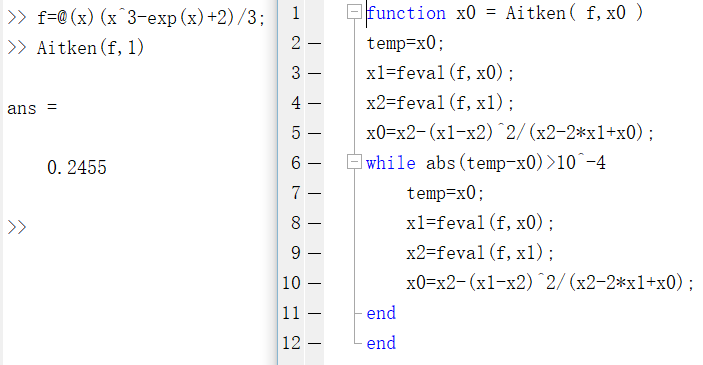 >> f=@(x)(x^3-exp(x)+2)/3;
>> Aitken(f,1)
ans =
0.2455
>>
1 function x0 = Aitken( f,x0 )
2 — temp=x0;
3 — x1=feval(f,x0);
4 — x2=feval(f,x1);
5 — x0=x2-(x1-x2)^2/(x2-2*x1+x0);
6 — while abs(temp-x0)>10^-4
7 — temp=x0;
8 — x1=feval(f,x0);
9 — x2=feval(f,x1);
10 — x0=x2-(x1-x2)^2/(x2-2*x1+x0);
11 — end
12 — end